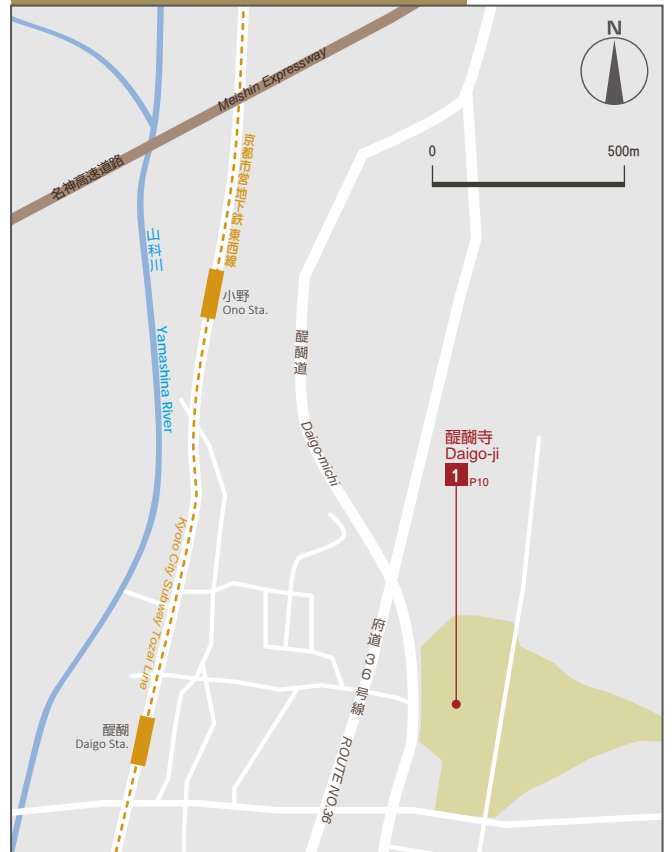 N
0 500m
Meishin Expressway
名神高速道路
京都市営地下鉄 東西線
山科川
小野
Ono Sta.
醍醐道
Yamashina River
Daigo-michi
醍醐寺
Daigo-ji
1 P10
Kyoto City Subway Tozai Line
府道 36 号線 ROUTE NO.36
醍醐
Daigo Sta.